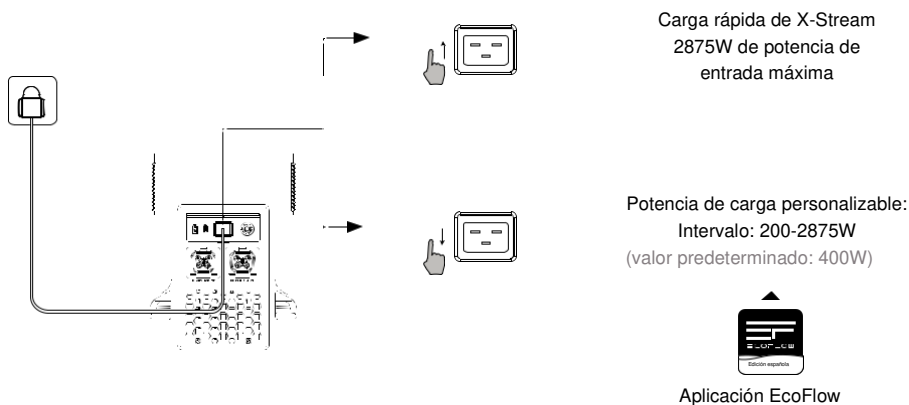 Carga rápida de X-Stream
2875W de potencia de
entrada máxima
Potencia de carga personalizable:
Intervalo: 200-2875W
(valor predeterminado: 400W)
Edición española
Aplicación EcoFlow